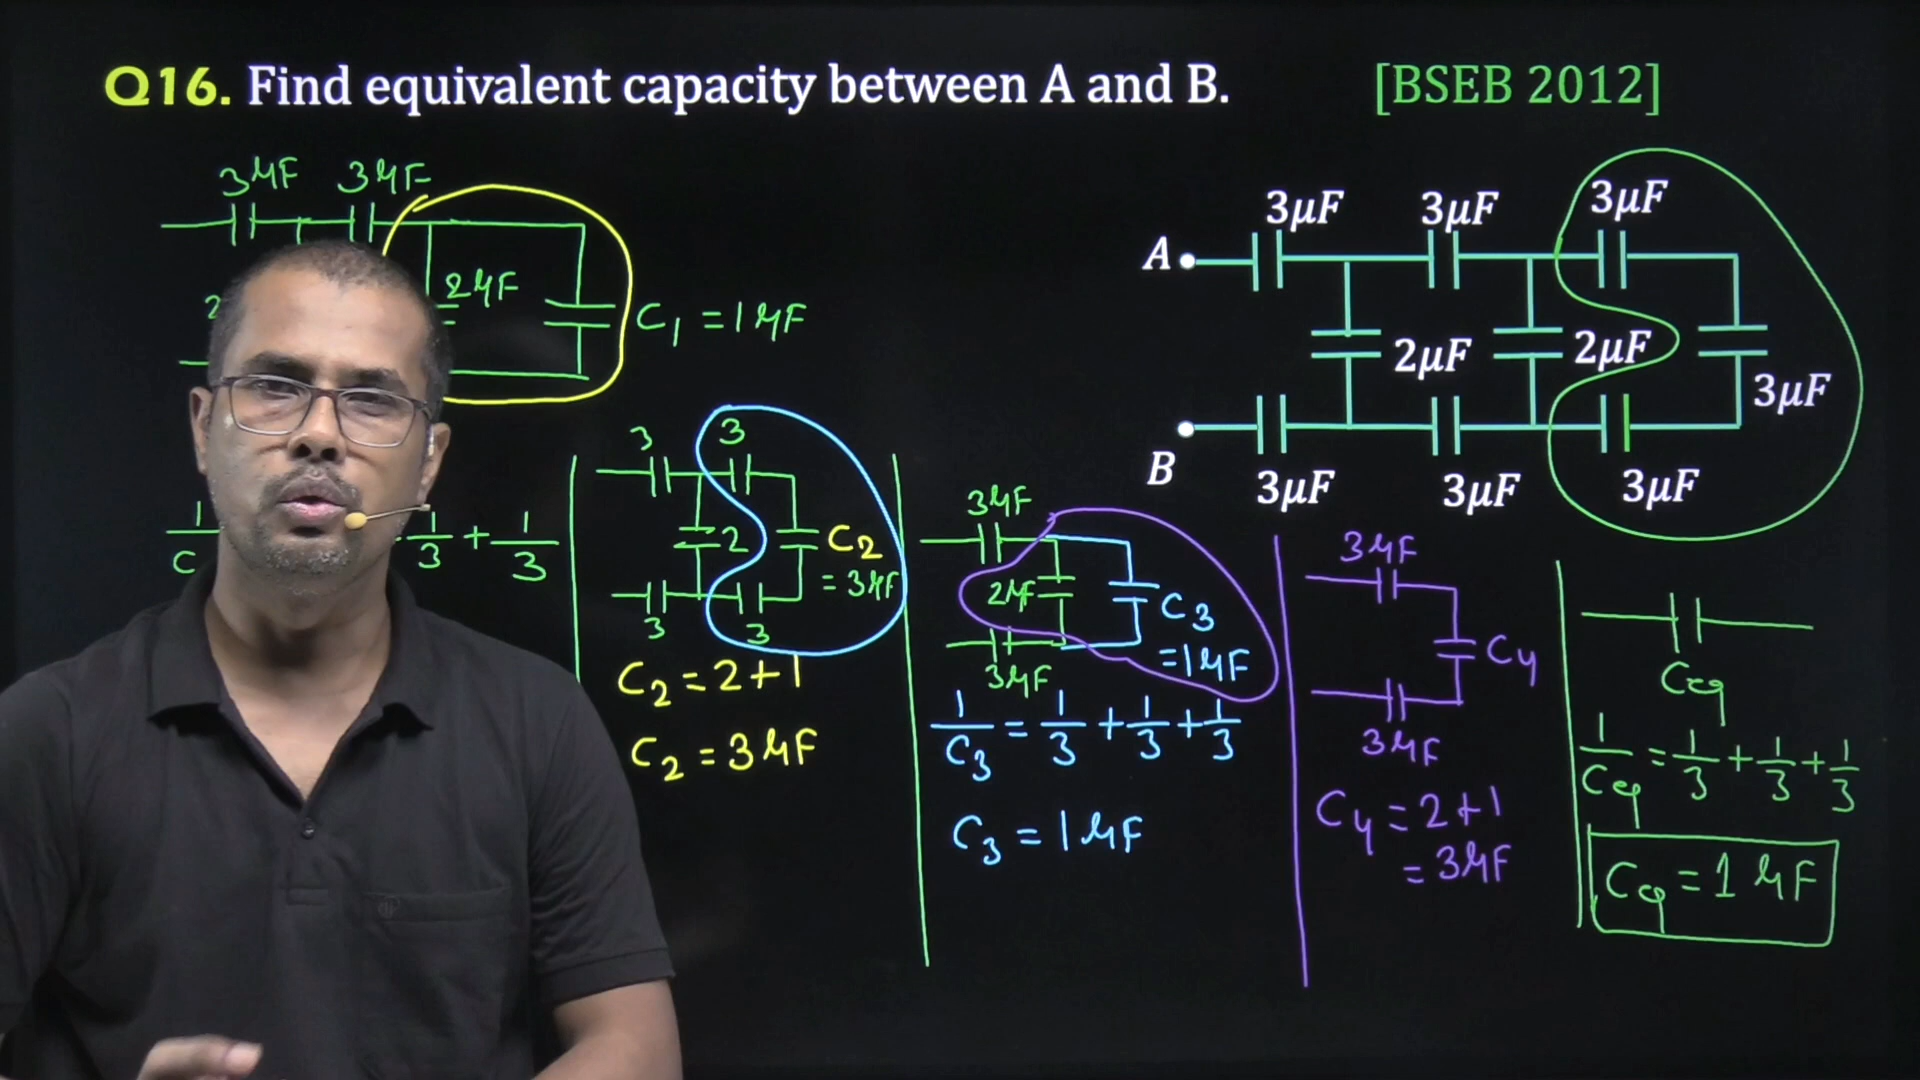 Q16. Find equivalent capacity between A and B. [BSEB 2012]
3μF 3μF
2μF
C₁ = 1μF
1/C
1/3 + 1/3
3 3
2
C₂ = 3μF
3 3
C₂ = 2+1
C₂ = 3μF
3μF 3μF 3μF
A
2μF 2μF
3μF
B
3μF 3μF 3μF
3μF
2μF
C₃ = 1μF
3μF
1/C₃ = 1/3 + 1/3 + 1/3
C₃ = 1μF
3μF
C₄
3μF
C₄ = 2+1
= 3μF
Ceq
1/Ceq = 1/3 + 1/3 + 1/3
Ceq = 1μF